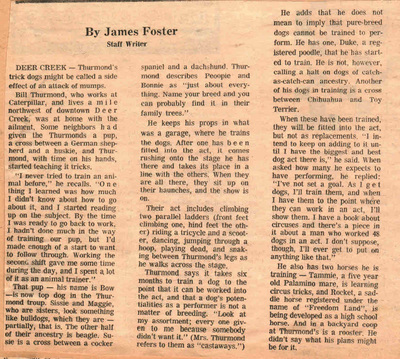 By James Foster
Staff Writer
DEER CREEK — Thurmond's
trick dogs might be called a side
effect of an attack of mumps.
Bill Thurmond, who works at
Caterpillar, and lives a mile
northwest of downtown Deer
Creek, was at home with the
ailment. Some neighbors had
given the Thurmonds a pup,
a cross between a German shep-
herd and a huskie, and Thur-
mond, with time on his hands,
started teaching it tricks.
"I never tried to train an ani-
mal before," he recalls. "One
thing I learned was how much
I didn't know about how to go
about it, and I started reading
up on the subject. By the time
I was ready to go back to work,
I hadn't done much in the way
of training our pup, but I'd
made enough of a start to want
to follow through. Working the
second shift gave me some time
during the day, and I spent a lot
of it as an animal trainer."
That pup — his name is Bow
— is now top dog in the Thur-
mond troup. Sissie and Maggie,
who are sisters, look something
like bulldogs, which they are —
partially, that is. The other half
of their ancestry is beagle. Su-
sie is a cross between a cocker
spaniel and a dachshund. Thur-
mond describes Peoopie and
Bonnie as "just about every-
thing. Name your breed and you
can probably find it in their
family trees."
He keeps his props in what
was a garage, where he trains
the dogs. After one has been
fitted into the act, it comes
rushing onto the stage he has
there and takes its place in a
line with the others. When they
are all there, they sit up on
their haunches, and the show is
on.
Their act includes climbing
two parallel ladders (front feet
climbing one, hind feet the oth-
er) riding a tricycle and a scoot-
er, dancing, jumping through a
hoop, playing dead, and snak-
ing between Thurmond's legs as
he walks across the stage.
Thurmond says it takes six
months to train a dog to the
point that it can be worked into
the act, and that a dog's poten-
tialities as a performer is not a
matter of breeding. "Look at
my assortment; every one giv-
en to me because somebody
didn't want it." (Mrs. Thurmond
refers to them as "castaways.")
He adds that he does not
mean to imply that pure-breed
dogs cannot be trained to per-
form. He has one, Duke, a reg-
istered poodle, that he has start-
ed to train. He is not, however,
calling a halt on dogs of catch-
as-catch-can ancestry. Another
of his dogs in training is a cross
between Chihuahua and Toy
Terrier.
When these have been trained,
they will be fitted into the act,
but not as replacements. "I in-
tend to keep on adding to it un-
til I have the biggest and best
dog act there is," he said. When
asked how many he expects to
have performing, he replied:
"I've not set a goal. As I get
dogs, I'll train them, and when
I have them to the point where
they can work in an act, I'll
show them. I have a book about
circuses and there's a piece in
it about a man who worked 48
dogs in an act. I don't suppose,
though, I'll ever get to put on
anything like that."
He also has two horses he is
training — Tammie, a five year
old Palamino mare, is learning
circus tricks, and Rocket, a sad-
dle horse registered under the
name of "Freedom Land", is
being developed as a high school
horse. And in a backyard coop
at Thurmond's is a rooster. He
didn't say what his plans might
be for it.